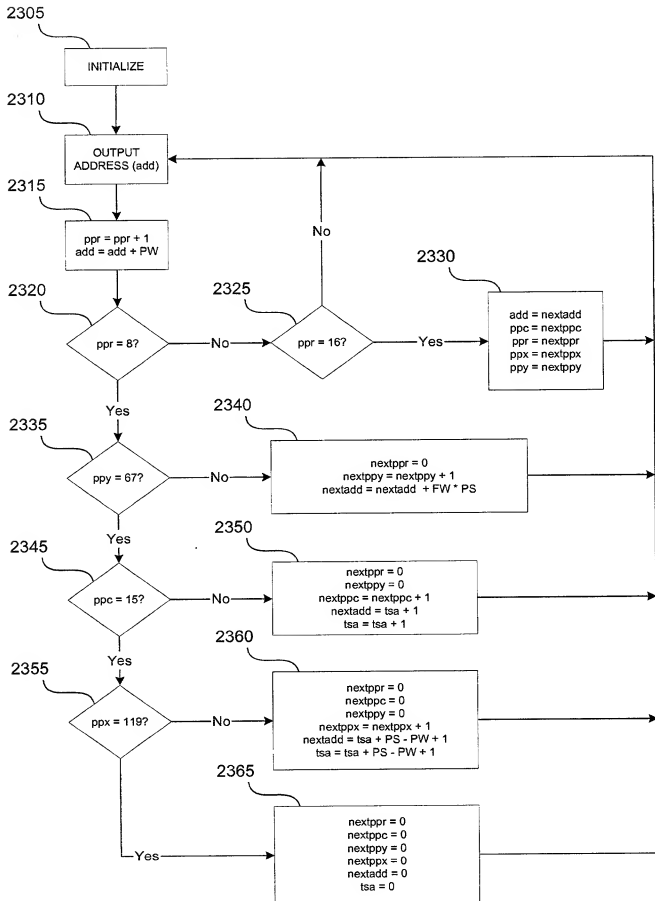 2305
INITIALIZE
2310
OUTPUT
ADDRESS (add)
2315
ppr = ppr + 1
add = add + PW
No
2320
ppr = 8?
No
2325
ppr = 16?
Yes
2330
add = nextadd
ppc = nextppc
ppr = nextppr
ppx = nextppx
ppy = nextppy
Yes
2335
ppy = 67?
No
2340
nextppr = 0
nextppy = nextppy + 1
nextadd = nextadd + FW * PS
Yes
2345
ppc = 15?
No
2350
nextppr = 0
nextppy = 0
nextppc = nextppc + 1
nextadd = tsa + 1
tsa = tsa + 1
Yes
2355
ppx = 119?
No
2360
nextppr = 0
nextppc = 0
nextppy = 0
nextppx = nextppx + 1
nextadd = tsa + PS - PW + 1
tsa = tsa + PS - PW + 1
Yes
2365
nextppr = 0
nextppc = 0
nextppy = 0
nextppx = 0
nextadd = 0
tsa = 0